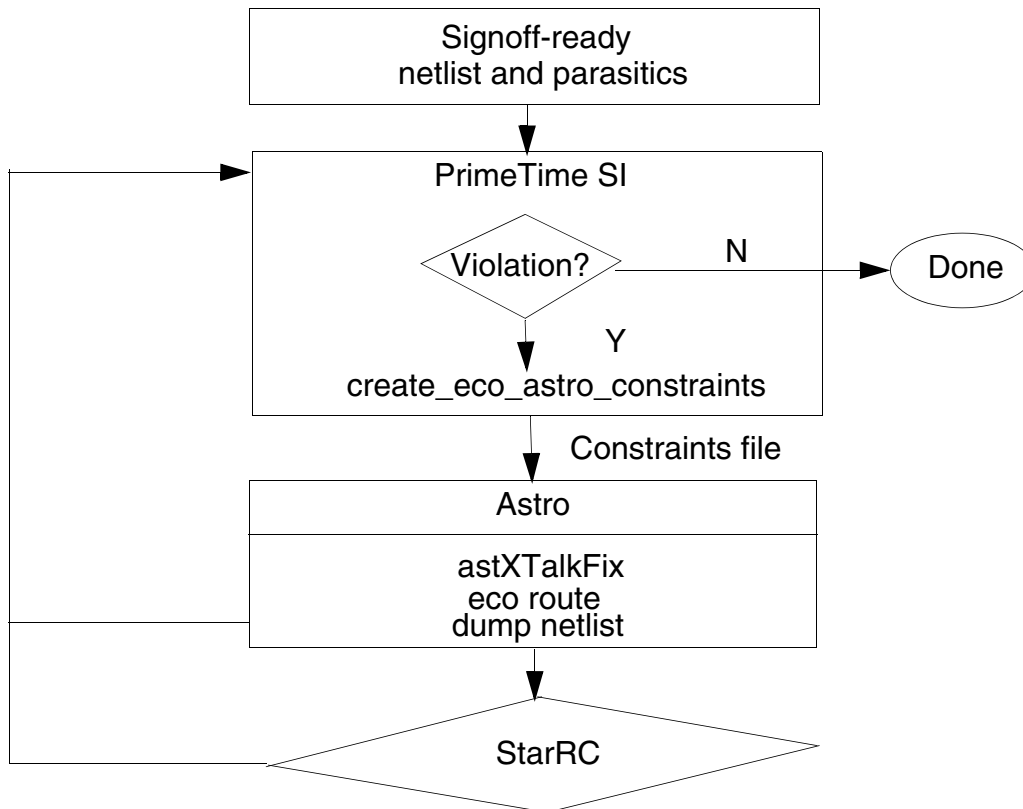 Signoff-ready
netlist and parasitics
PrimeTime SI
Violation?
N
Done
Y
create_eco_astro_constraints
Constraints file
Astro
astXTalkFix
eco route
dump netlist
StarRC